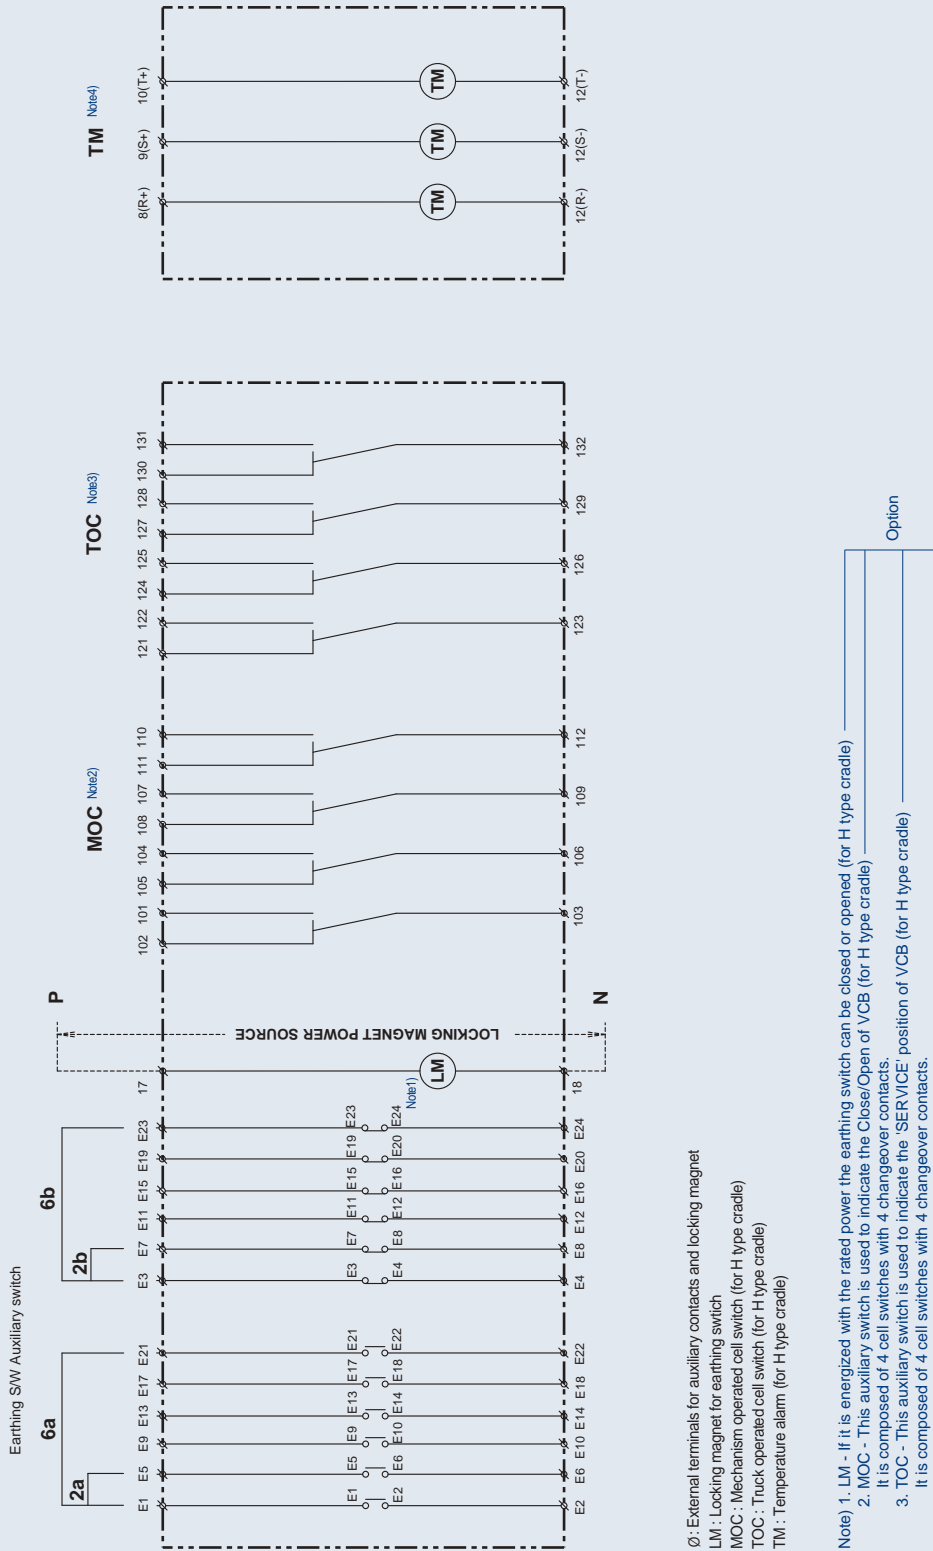 Earthing S/W Auxiliary switch
6a
2a
6b
2b
P
MOC Note2)
TOC Note3)
TM Note4)
E1 E5 E9 E13 E17 E21 E3 E7 E11 E15 E19 E23 17 102 101 105 104 108 107 111 110 121 122 124 125 127 128 130 131 8(R+) 9(S+) 10(T+)
LOCKING MAGNET POWER SOURCE
E1 E5 E9 E13 E17 E21 E3 E7 E11 E15 E19 E23
E2 E6 E10 E14 E18 E22 E4 E8 E12 E16 E20 E24
Note1)
LM
TM TM TM
E2 E6 E10 E14 E18 E22 E4 E8 E12 E16 E20 E24 18 103 106 109 112 123 126 129 132 12(R-) 12(S-) 12(T-)
N
Ø : External terminals for auxiliary contacts and locking magnet
LM : Locking magnet for earthing swtich
MOC : Mechanism operated cell switch (for H type cradle)
TOC : Truck operated cell switch (for H type cradle)
TM : Temperature alarm (for H type cradle)
Note) 1. LM - If it is energized with the rated power the earthing switch can be closed or opened (for H type cradle)
2. MOC - This auxiliary switch is used to indicate the Close/Open of VCB (for H type cradle)
It is composed of 4 cell switches with 4 changeover contacts.
3. TOC - This auxiliary switch is used to indicate the 'SERVICE' position of VCB (for H type cradle)
It is composed of 4 cell switches with 4 changeover contacts.
Option